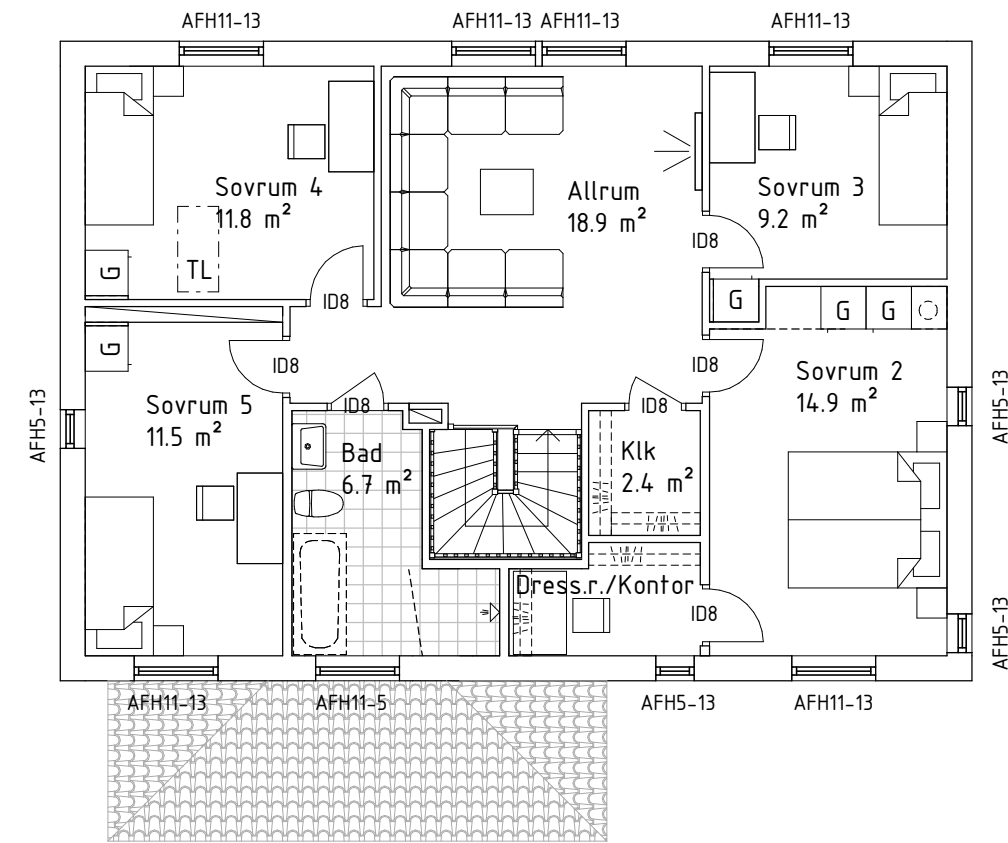 AFH11-13
AFH11-13 AFH11-13
AFH11-13
Sovrum 4
11.8 m²
TL
G
ID8
Allrum
18.9 m²
Sovrum 3
9.2 m²
ID8
G
G
G
G
ID8
ID8
Sovrum 5
11.5 m²
AFH5-13
ID8
Bad
6.7 m²
ID8
Klk
2.4 m²
Sovrum 2
14.9 m²
AFH5-13
Dress.r./Kontor
ID8
AFH5-13
AFH11-13
AFH11-5
AFH5-13
AFH11-13